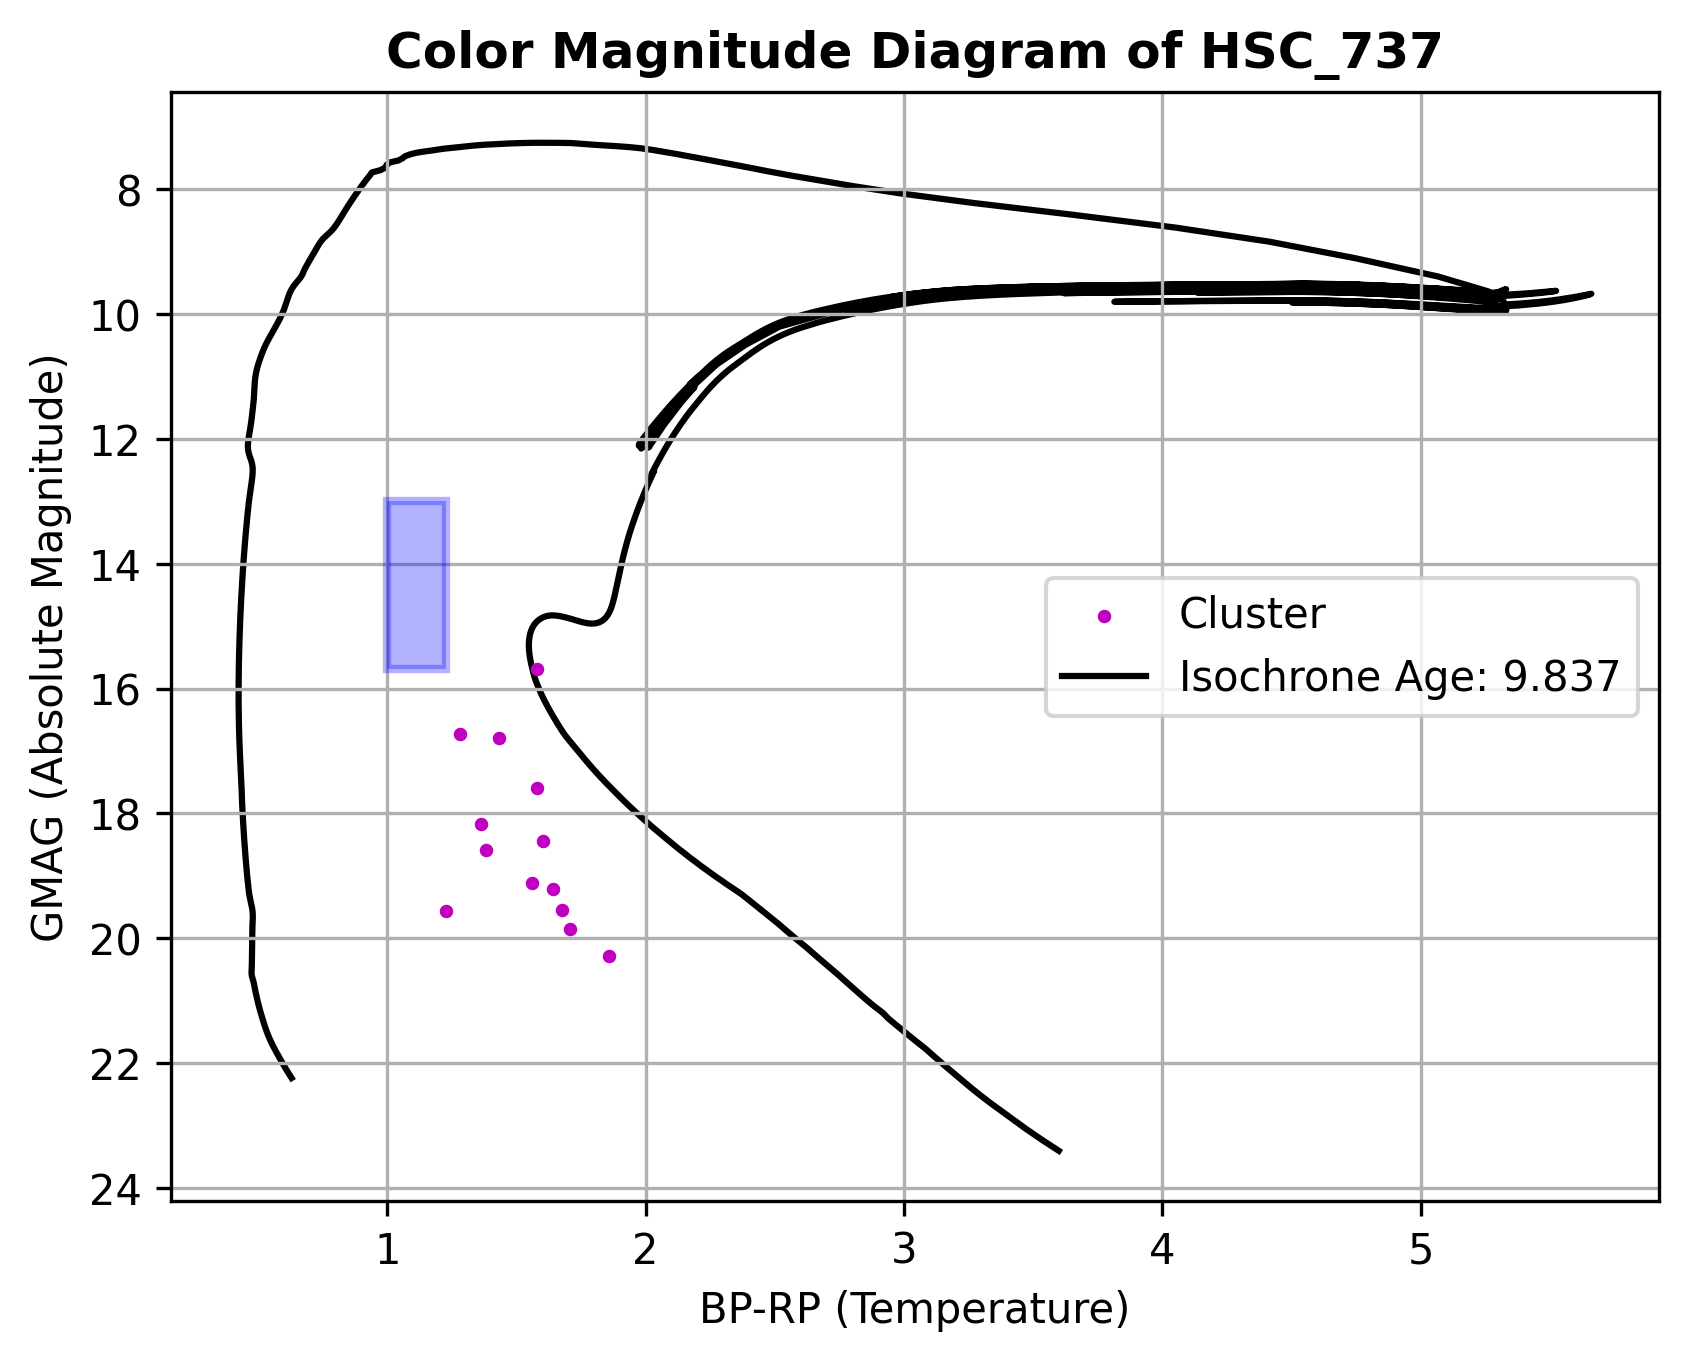 Color Magnitude Diagram of HSC_737
GMAG (Absolute Magnitude)
8
10
12
14
16
18
20
22
24
Cluster
Isochrone Age: 9.837
1 2 3 4 5
BP-RP (Temperature)